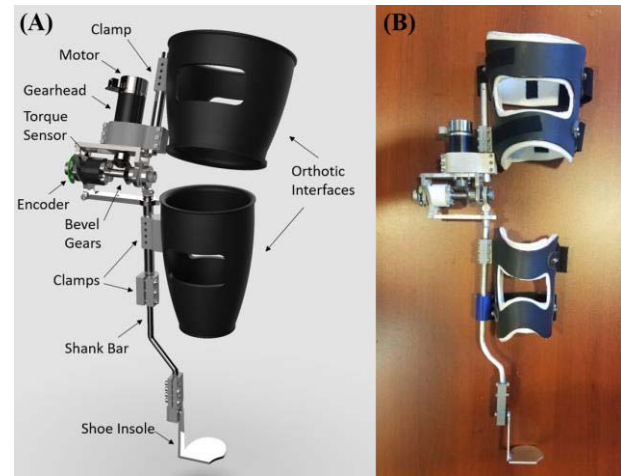 (A)
(B)
Clamp
Motor
Gearhead
Torque
Sensor
Encoder
Bevel
Gears
Orthotic
Interfaces
Clamps
Shank Bar
Shoe Insole